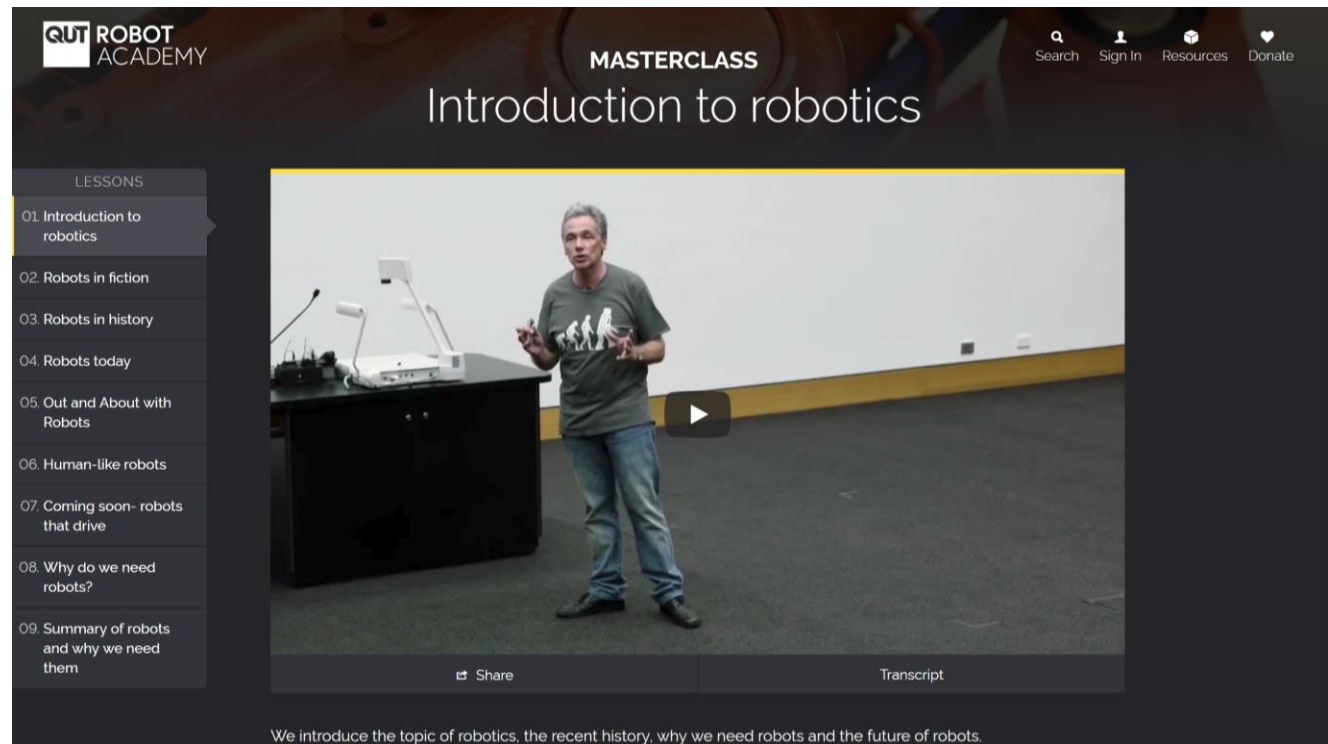 QUT ROBOT
ACADEMY
MASTERCLASS
Introduction to robotics
Search Sign In Resources Donate
LESSONS
01. Introduction to
robotics
02. Robots in fiction
03. Robots in history
04. Robots today
05. Out and About with
Robots
06. Human-like robots
07. Coming soon- robots
that drive
08. Why do we need
robots?
09. Summary of robots
and why we need
them
Share
Transcript
We introduce the topic of robotics, the recent history, why we need robots and the future of robots.